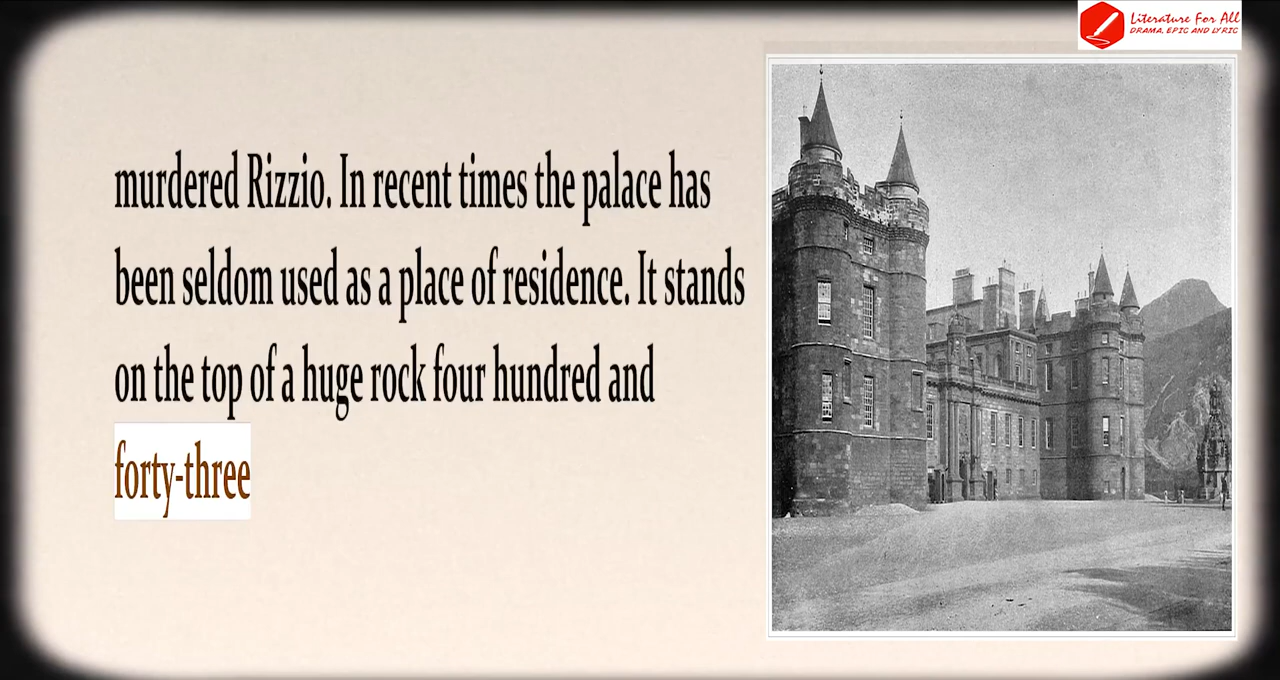 Literature For All
DRAMA, EPIC AND LYRIC
murdered Rizzio. In recent times the palace has
been seldom used as a place of residence. It stands
on the top of a huge rock four hundred and
forty-three